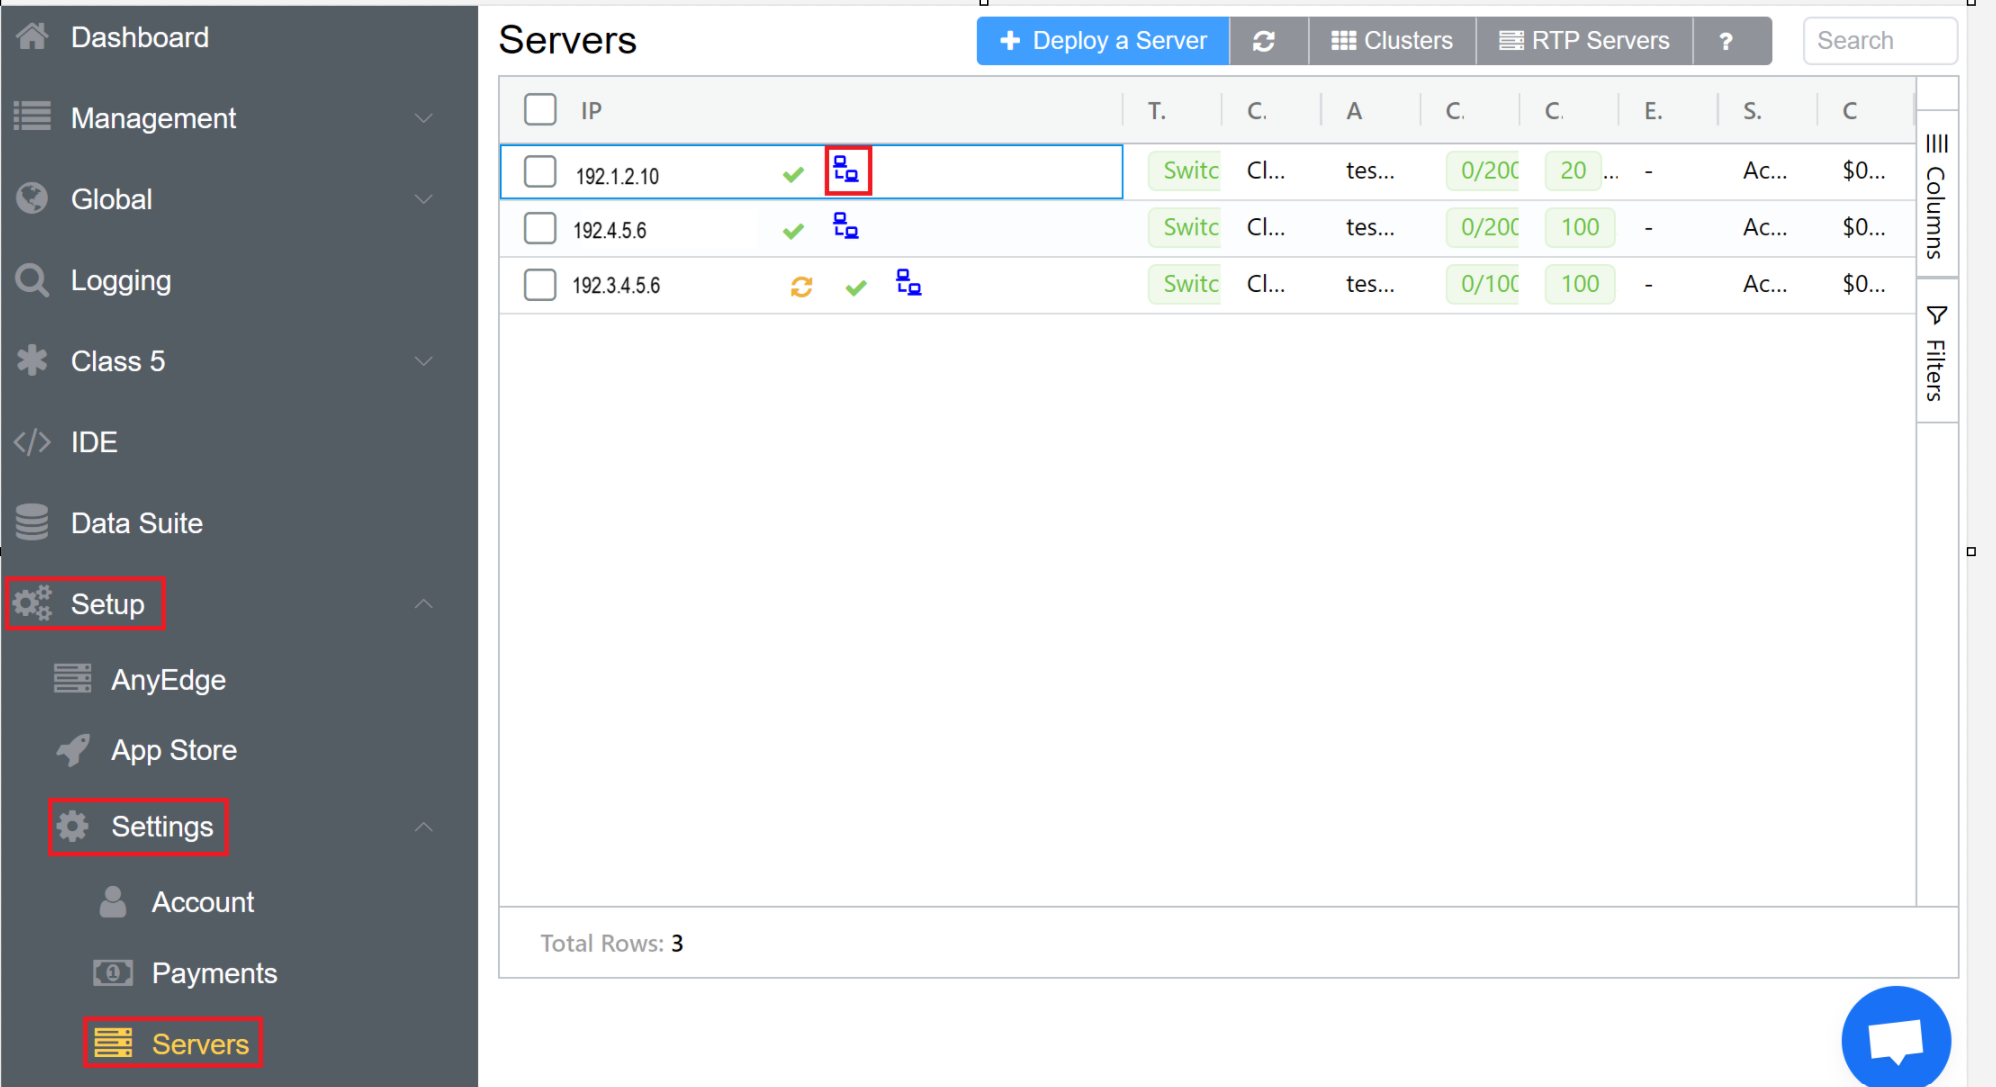 Dashboard
Management
Global
Logging
Class 5
IDE
Data Suite
Setup
AnyEdge
App Store
Settings
Account
Payments
Servers
Servers
Deploy a Server
Clusters
RTP Servers
?
Search
IP T. C. A C. C. E. S. C
192.1.2.10 Switc Cl... tes... 0/200 20 ... - Ac... $0...
192.4.5.6 Switc Cl... tes... 0/200 100 - Ac... $0...
192.3.4.5.6 Switc Cl... tes... 0/100 100 - Ac... $0...
Columns
Filters
Total Rows: 3